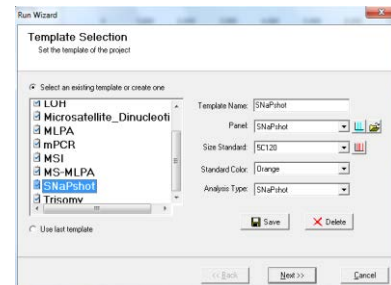 Run Wizard
Template Selection
Set the template of the project
Select an existing template or create one
LOH
Microsatellite_Dinucleoti
MLPA
mPCR
MSI
MS-MLPA
SNaPshot
Trisomy
Use last template
Template Name: SNaPshot
Panel: SNaPshot
Size Standard: SC120
Standard Color: Orange
Analysis Type: SNaPshot
Save
Delete
<< Back
Next >>
Cancel